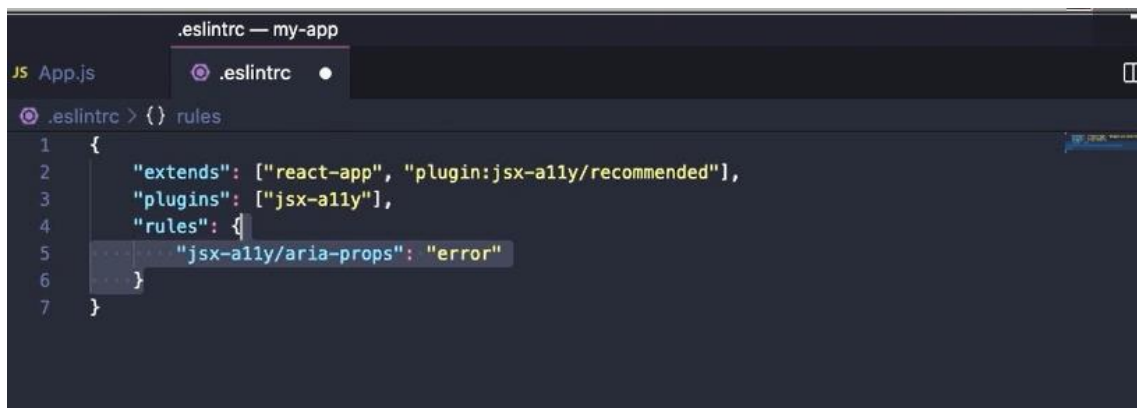 .eslintrc — my-app
JS App.js .eslintrc
.eslintrc > {} rules
1 {
2 "extends": ["react-app", "plugin:jsx-a11y/recommended"],
3 "plugins": ["jsx-a11y"],
4 "rules": {
5 "jsx-a11y/aria-props": "error"
6 }
7 }